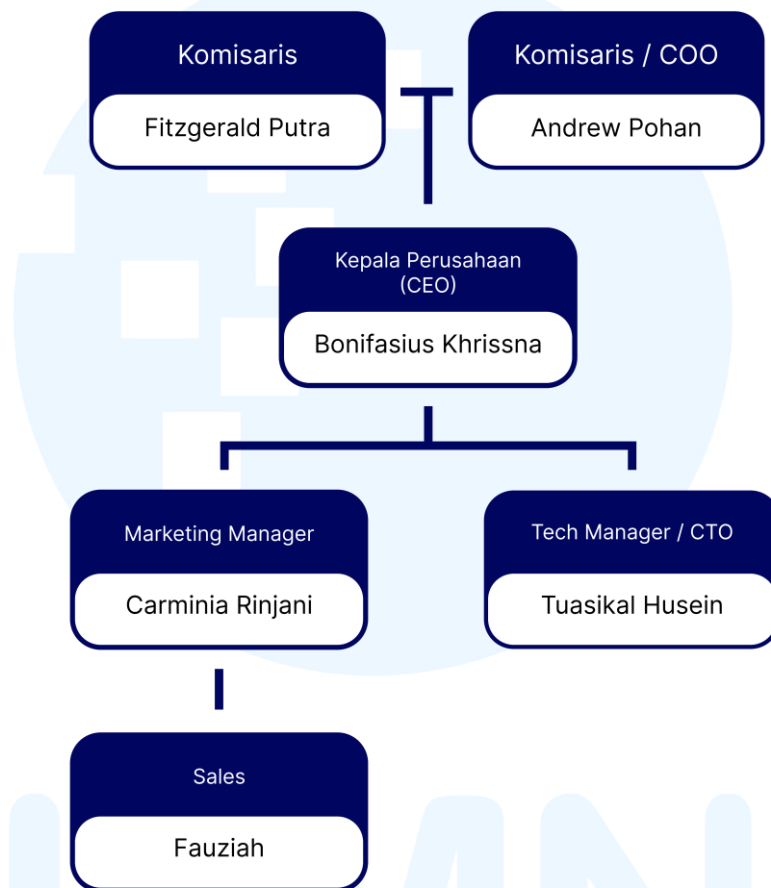 Komisaris
Fitzgerald Putra
Komisaris / COO
Andrew Pohan
Kepala Perusahaan
(CEO)
Bonifasius Khrissna
Marketing Manager
Carminia Rinjani
Tech Manager / CTO
Tuasikal Husein
Sales
Fauziah